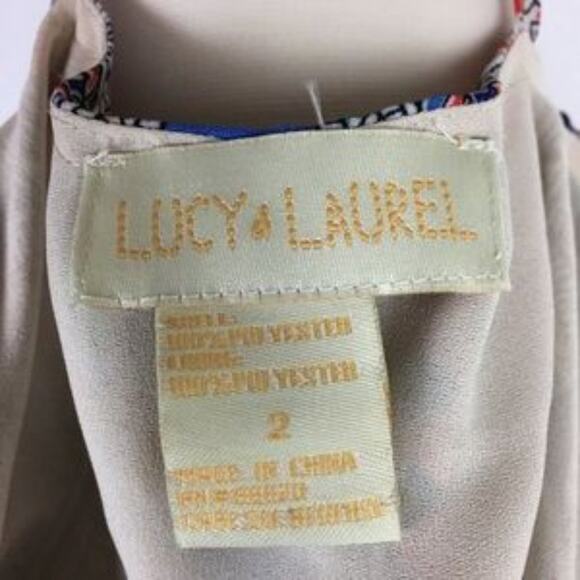 LUCY & LAUREL
SHELL:
100% POLYESTER
LINING:
100% POLYESTER
2
MADE IN CHINA